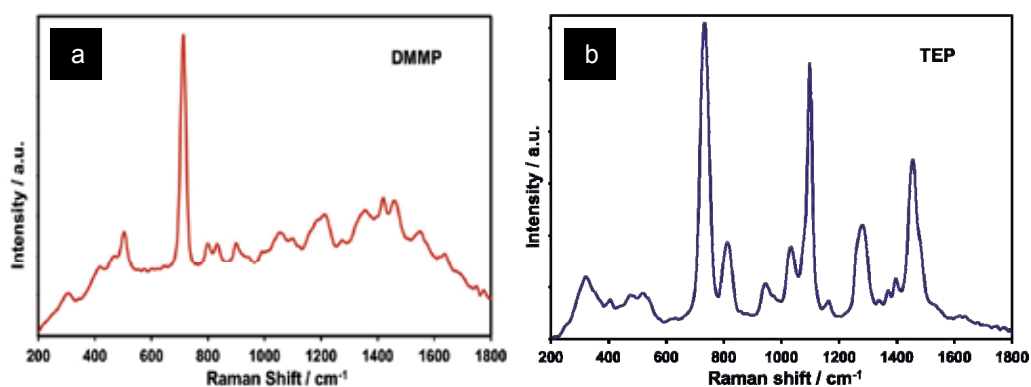 a
DMMP
Intensity / a.u.
200 400 600 800 1000 1200 1400 1600 1800
Raman Shift / cm-1
b
TEP
Intensity / a.u.
200 400 600 800 1000 1200 1400 1600 1800
Raman shift / cm-1